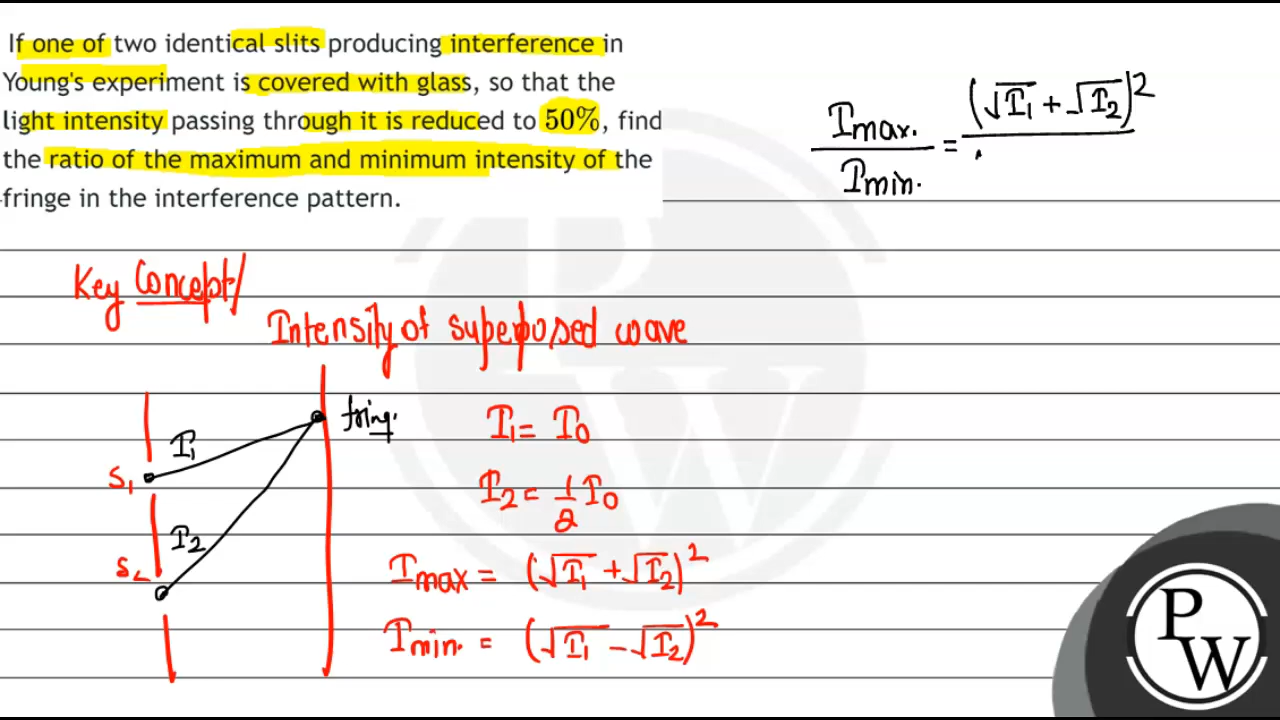 If one of two identical slits producing interference in
Young's experiment is covered with glass, so that the
light intensity passing through it is reduced to 50%, find
the ratio of the maximum and minimum intensity of the
fringe in the interference pattern.
Imax. / Imin. = (√I₁ + √I₂)²
Key Concept/
Intensity of superposed wave
fring.
I₁
S₁
I₂
S₂
I₁ = I₀
I₂ = 1/2 I₀
Imax = (√I₁ + √I₂)²
Imin. = (√I₁ - √I₂)²
PW